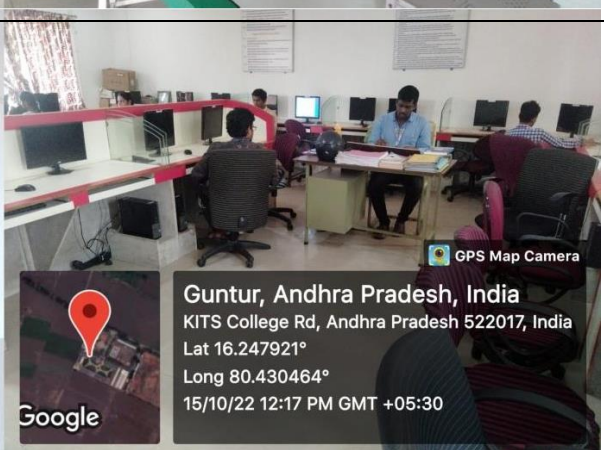 GPS Map Camera
Guntur, Andhra Pradesh, India
KITS College Rd, Andhra Pradesh 522017, India
Lat 16.247921°
Long 80.430464°
15/10/22 12:17 PM GMT +05:30
Google